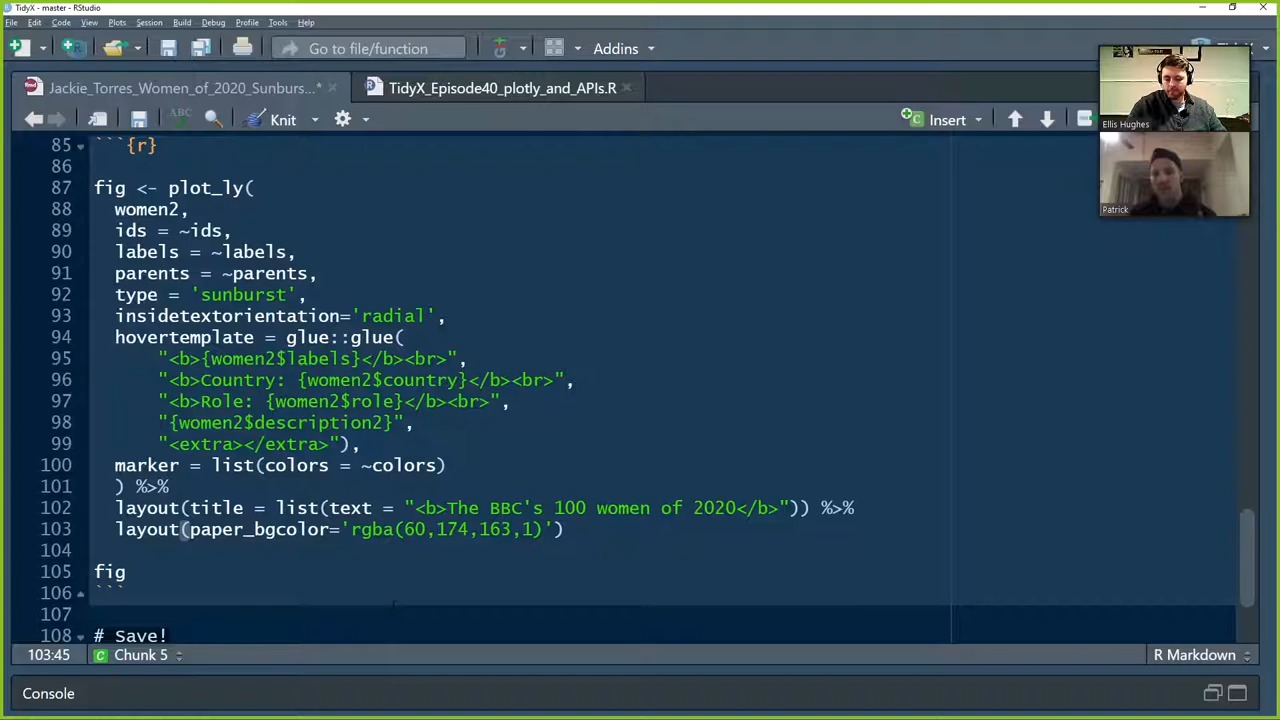 TidyX - master - RStudio
File Edit Code View Plots Session Build Debug Profile Tools Help
Go to file/function
Addins
Jackie_Torres_Women_of_2020_Sunburs...*
TidyX_Episode40_plotly_and_APIs.R
ABC
Knit
Insert
Ellis Hughes
Patrick
85 ```{r}
86
87 fig <- plot_ly(
88 women2,
89 ids = ~ids,
90 labels = ~labels,
91 parents = ~parents,
92 type = 'sunburst',
93 insidetextorientation='radial',
94 hovertemplate = glue::glue(
95 "<b>{women2$labels}</b><br>",
96 "<b>Country: {women2$country}</b><br>",
97 "<b>Role: {women2$role}</b><br>",
98 "{women2$description2}",
99 "<extra></extra>"),
100 marker = list(colors = ~colors)
101 ) %>%
102 layout(title = list(text = "<b>The BBC's 100 women of 2020</b>")) %>%
103 layout(paper_bgcolor='rgba(60,174,163,1)')
104
105 fig
106 ```
107
108 # Save!
103:45 Chunk 5 R Markdown
Console